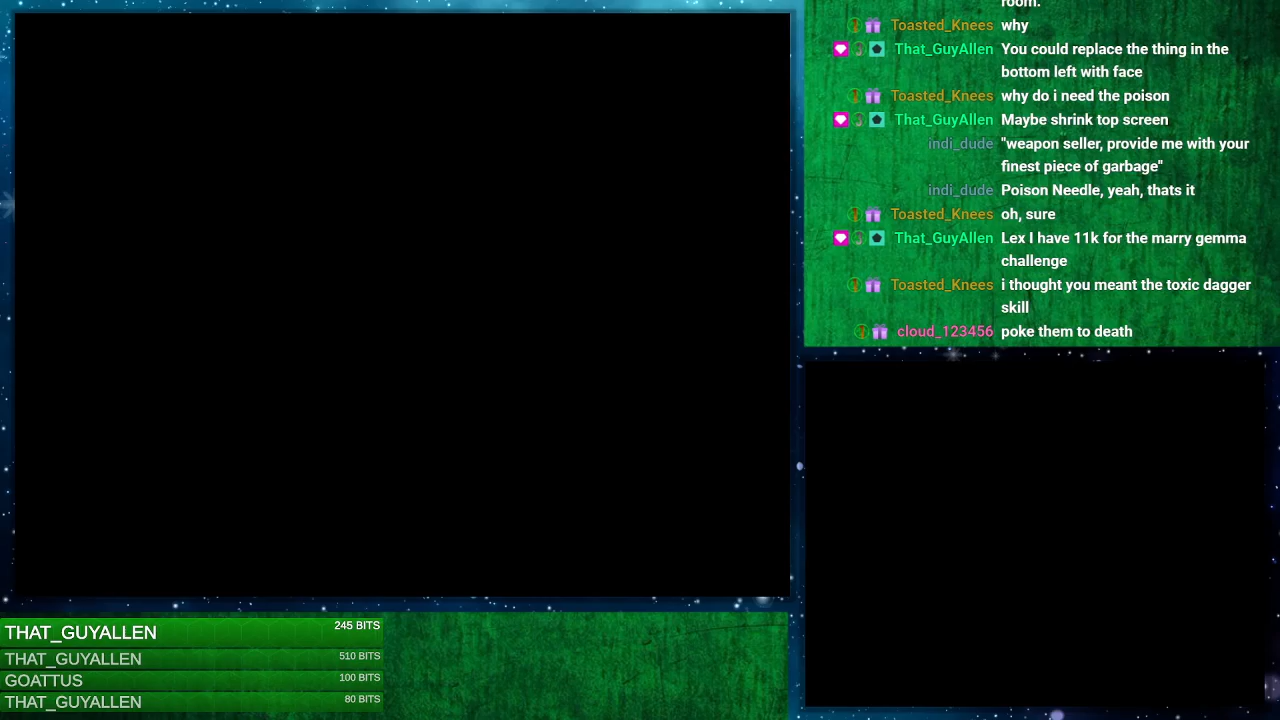 room.
Toasted_Knees why
That_GuyAllen You could replace the thing in the
bottom left with face
Toasted_Knees why do i need the poison
That_GuyAllen Maybe shrink top screen
indi_dude "weapon seller, provide me with your
finest piece of garbage"
indi_dude Poison Needle, yeah, thats it
Toasted_Knees oh, sure
That_GuyAllen Lex I have 11k for the marry gemma
challenge
Toasted_Knees i thought you meant the toxic dagger
skill
cloud_123456 poke them to death
THAT_GUYALLEN 245 BITS
THAT_GUYALLEN 510 BITS
GOATTUS 100 BITS
THAT_GUYALLEN 80 BITS